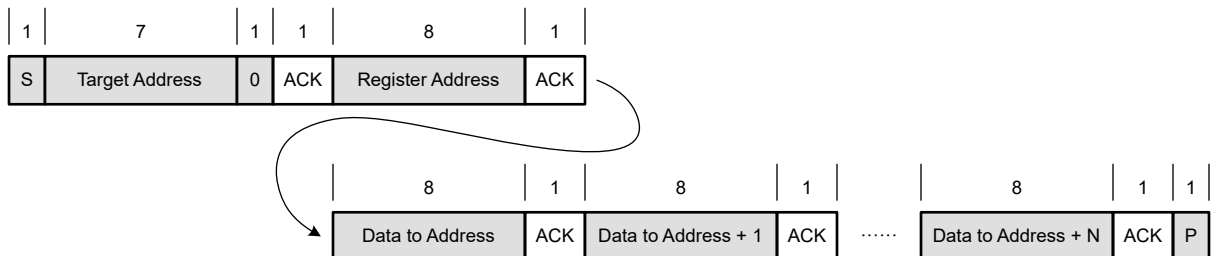 1 7 1 1 8 1
S Target Address 0 ACK Register Address ACK
8 1 8 1 8 1 1
Data to Address ACK Data to Address + 1 ACK ...... Data to Address + N ACK P